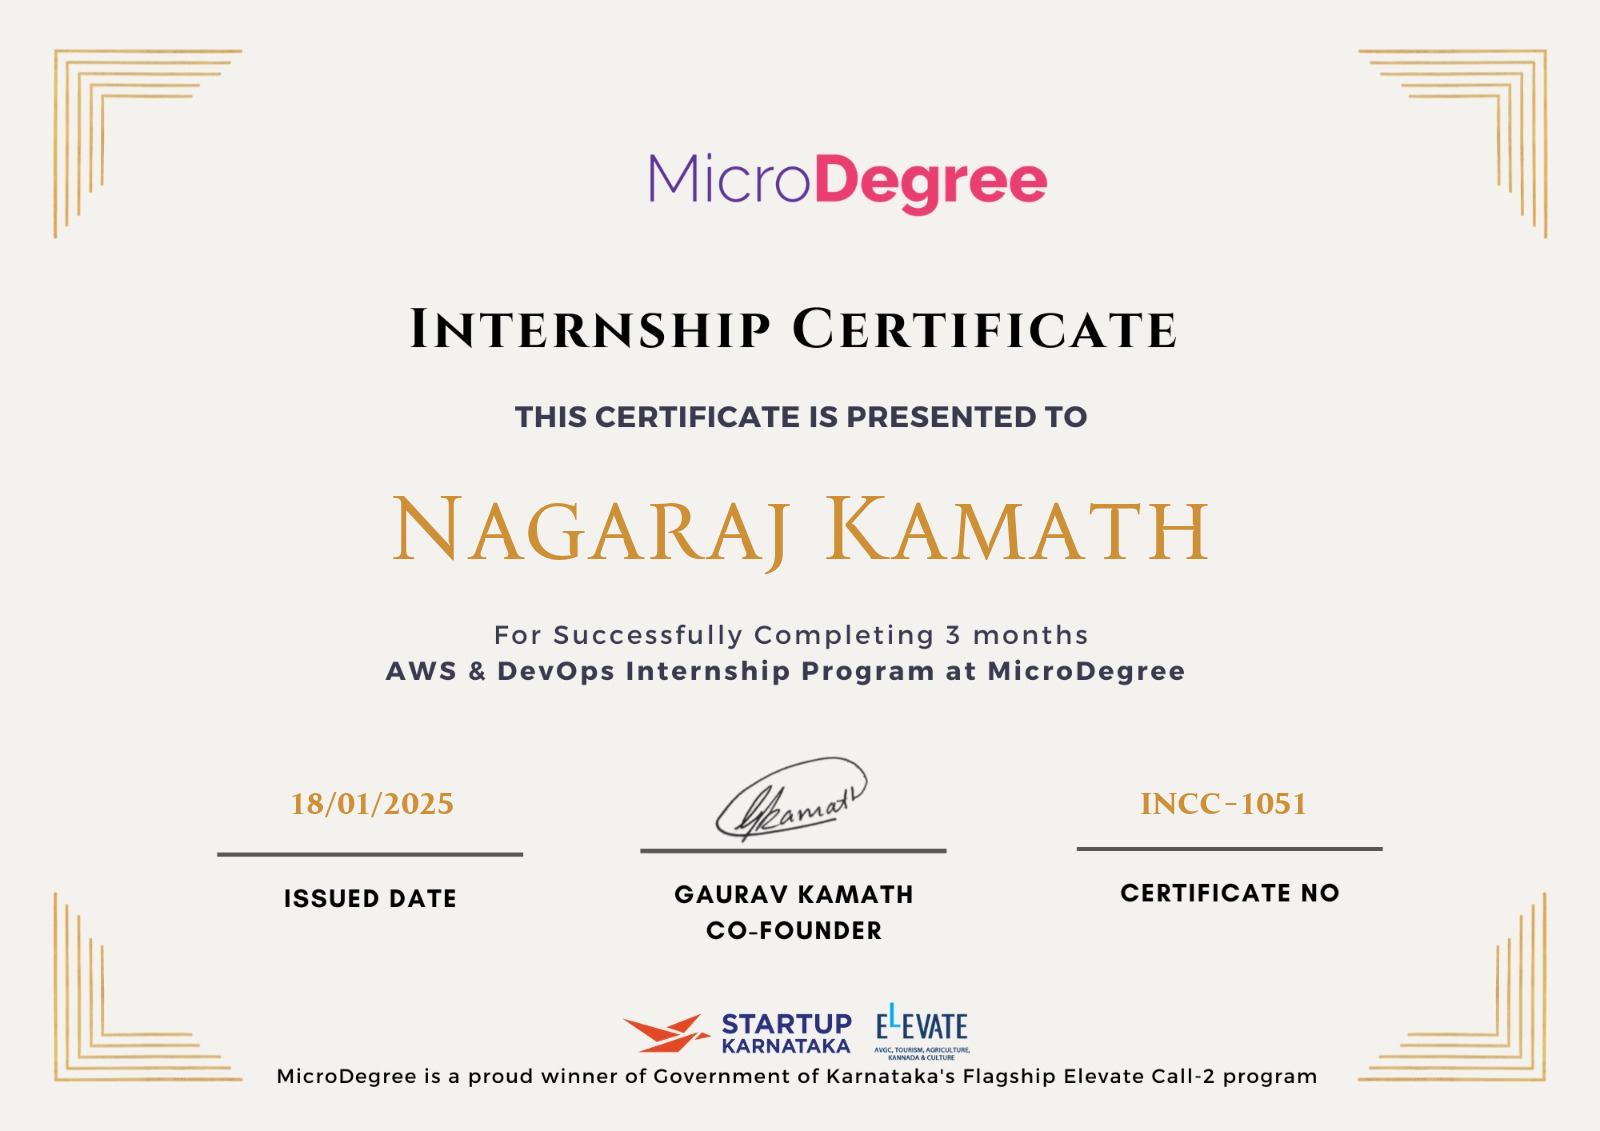 MicroDegree
INTERNSHIP CERTIFICATE
THIS CERTIFICATE IS PRESENTED TO
NAGARAJ KAMATH
For Successfully Completing 3 months
AWS & DevOps Internship Program at MicroDegree
18/01/2025
ISSUED DATE
Gkamath
GAURAV KAMATH
CO-FOUNDER
INCC-1051
CERTIFICATE NO
STARTUP
KARNATAKA
ELEVATE
AVGC, TOURISM, AGRICULTURE,
KANNADA & CULTURE
MicroDegree is a proud winner of Government of Karnataka's Flagship Elevate Call-2 program